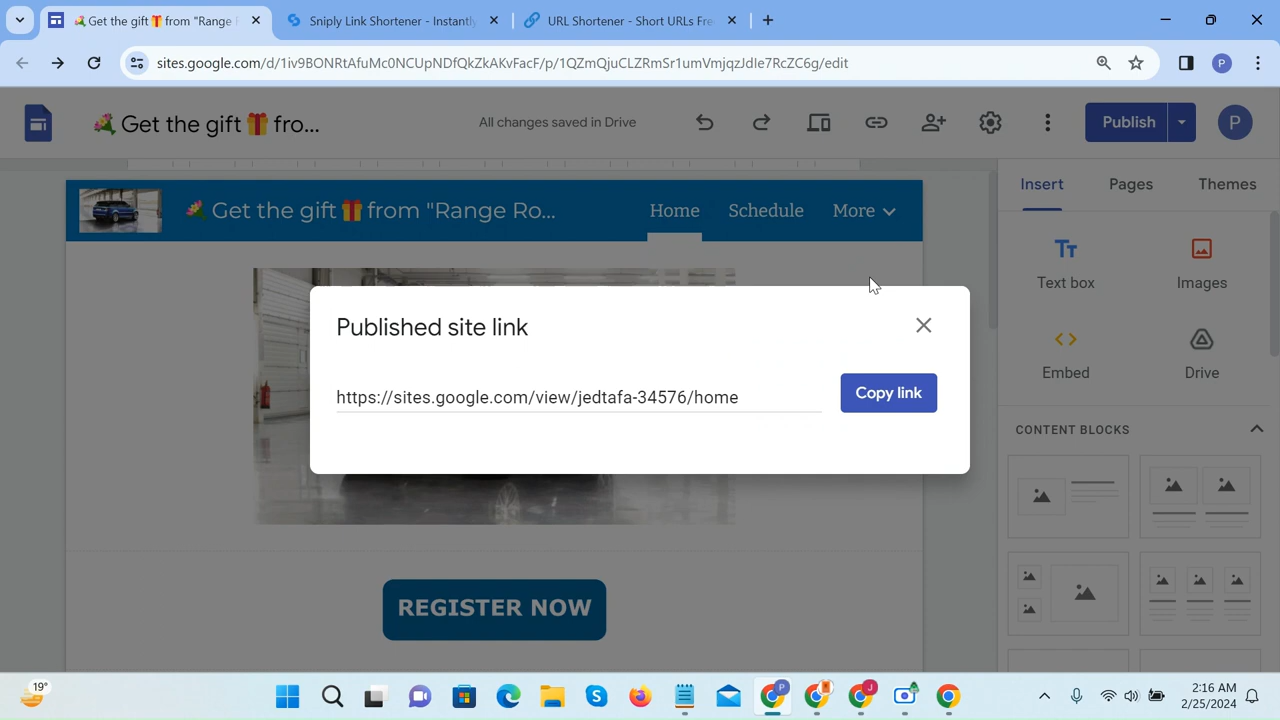 💐Get the gift🎁from "Range R
Sniply Link Shortener - Instantly
URL Shortener - Short URLs Fre
sites.google.com/d/1iv9BONRtAfuMc0NCUpNDfQkZkAKvFacF/p/1QZmQjuCLZRmSr1umVmjqzJdIe7RcZC6g/edit
P
💐Get the gift🎁fro...
All changes saved in Drive
Publish
P
Insert
Pages
Themes
💐Get the gift🎁from "Range Ro...
Home
Schedule
More
Tт
Text box
Images
Published site link
https://sites.google.com/view/jedtafa-34576/home
Copy link
Embed
Drive
CONTENT BLOCKS
REGISTER NOW
19°
P
J
2:16 AM
2/25/2024